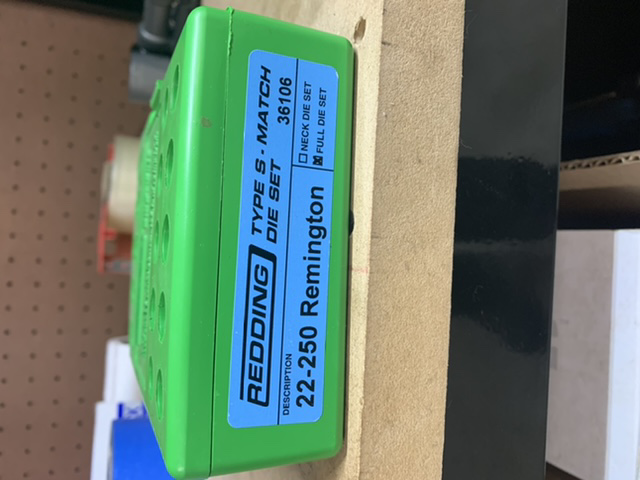 REDDING TYPE S - MATCH
DIE SET 36106
DESCRIPTION
22-250 Remington
☐ NECK DIE SET
☒ FULL DIE SET